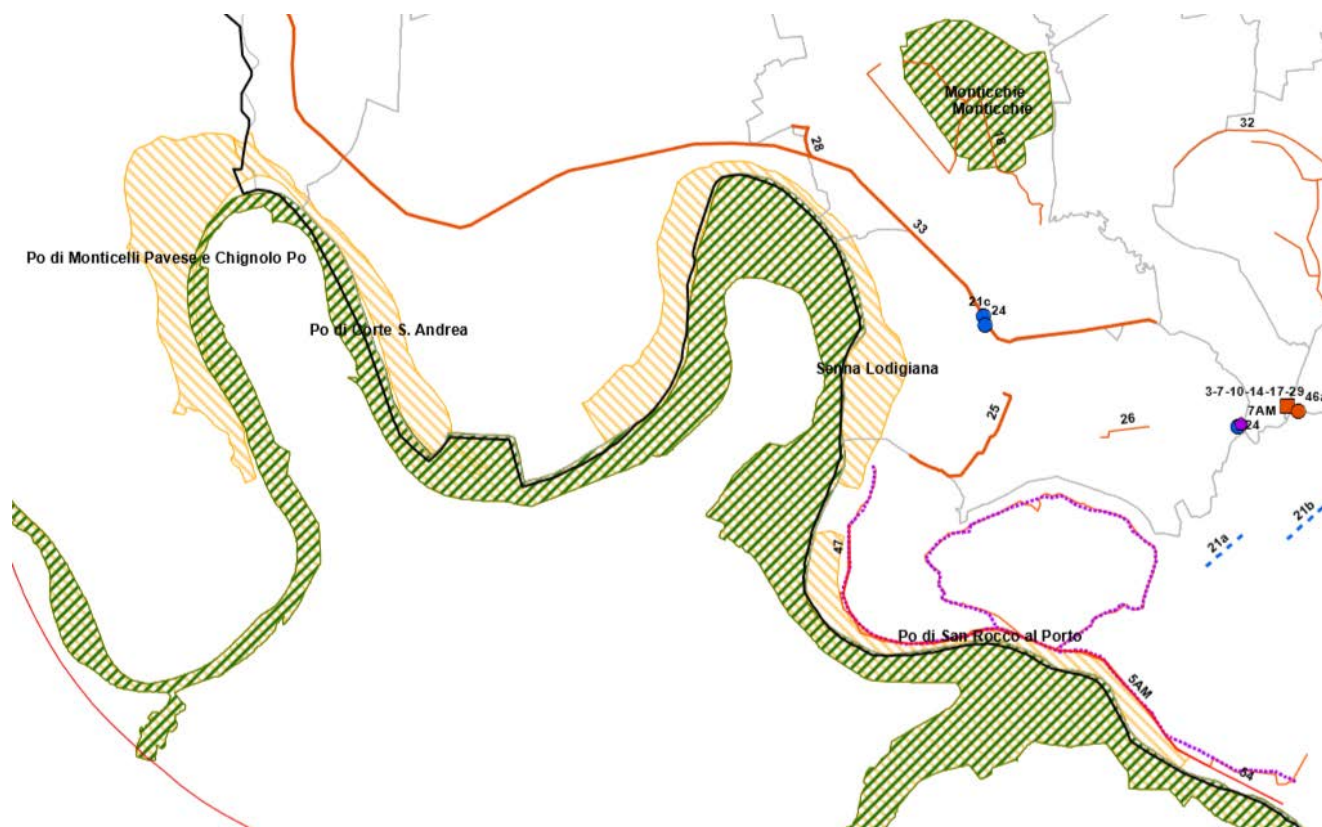 Monticchie
Monticchie
32
28
18
33
Po di Monticelli Pavese e Chignolo Po
21c
24
Po di Corte S. Andrea
Senna Lodigiana
3-7-10-14-17-29
46a
7AM
24
25
26
21b
21a
47
Po di San Rocco al Porto
5AM
54